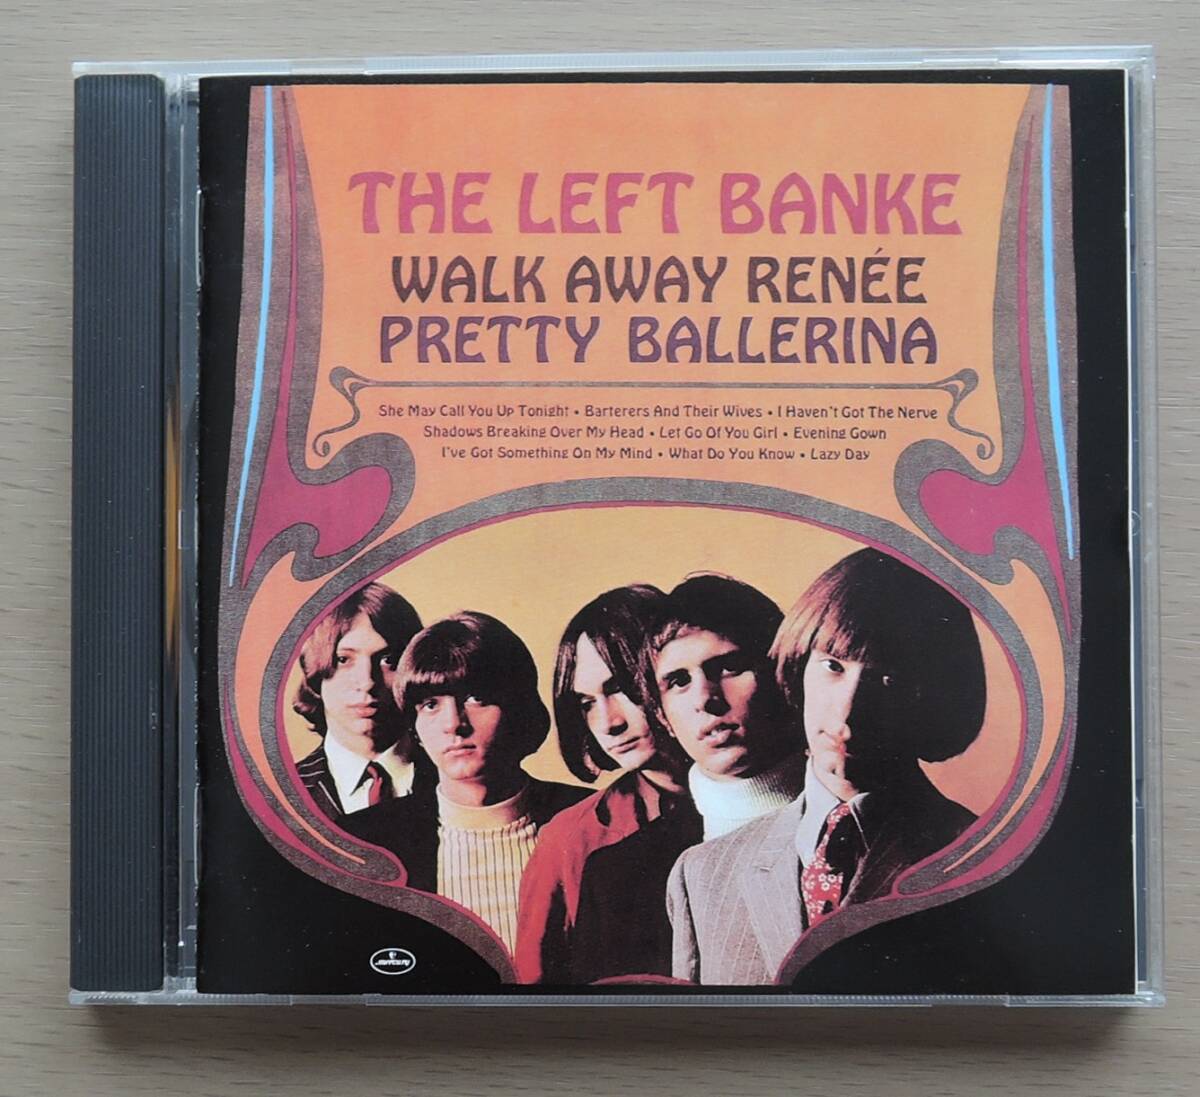 THE LEFT BANKE
WALK AWAY RENÉE
PRETTY BALLERINA
She May Call You Up Tonight • Barterers And Their Wives • I Haven't Got The Nerve
Shadows Breaking Over My Head • Let Go Of You Girl • Evening Gown
I've Got Something On My Mind • What Do You Know • Lazy Day
mercury